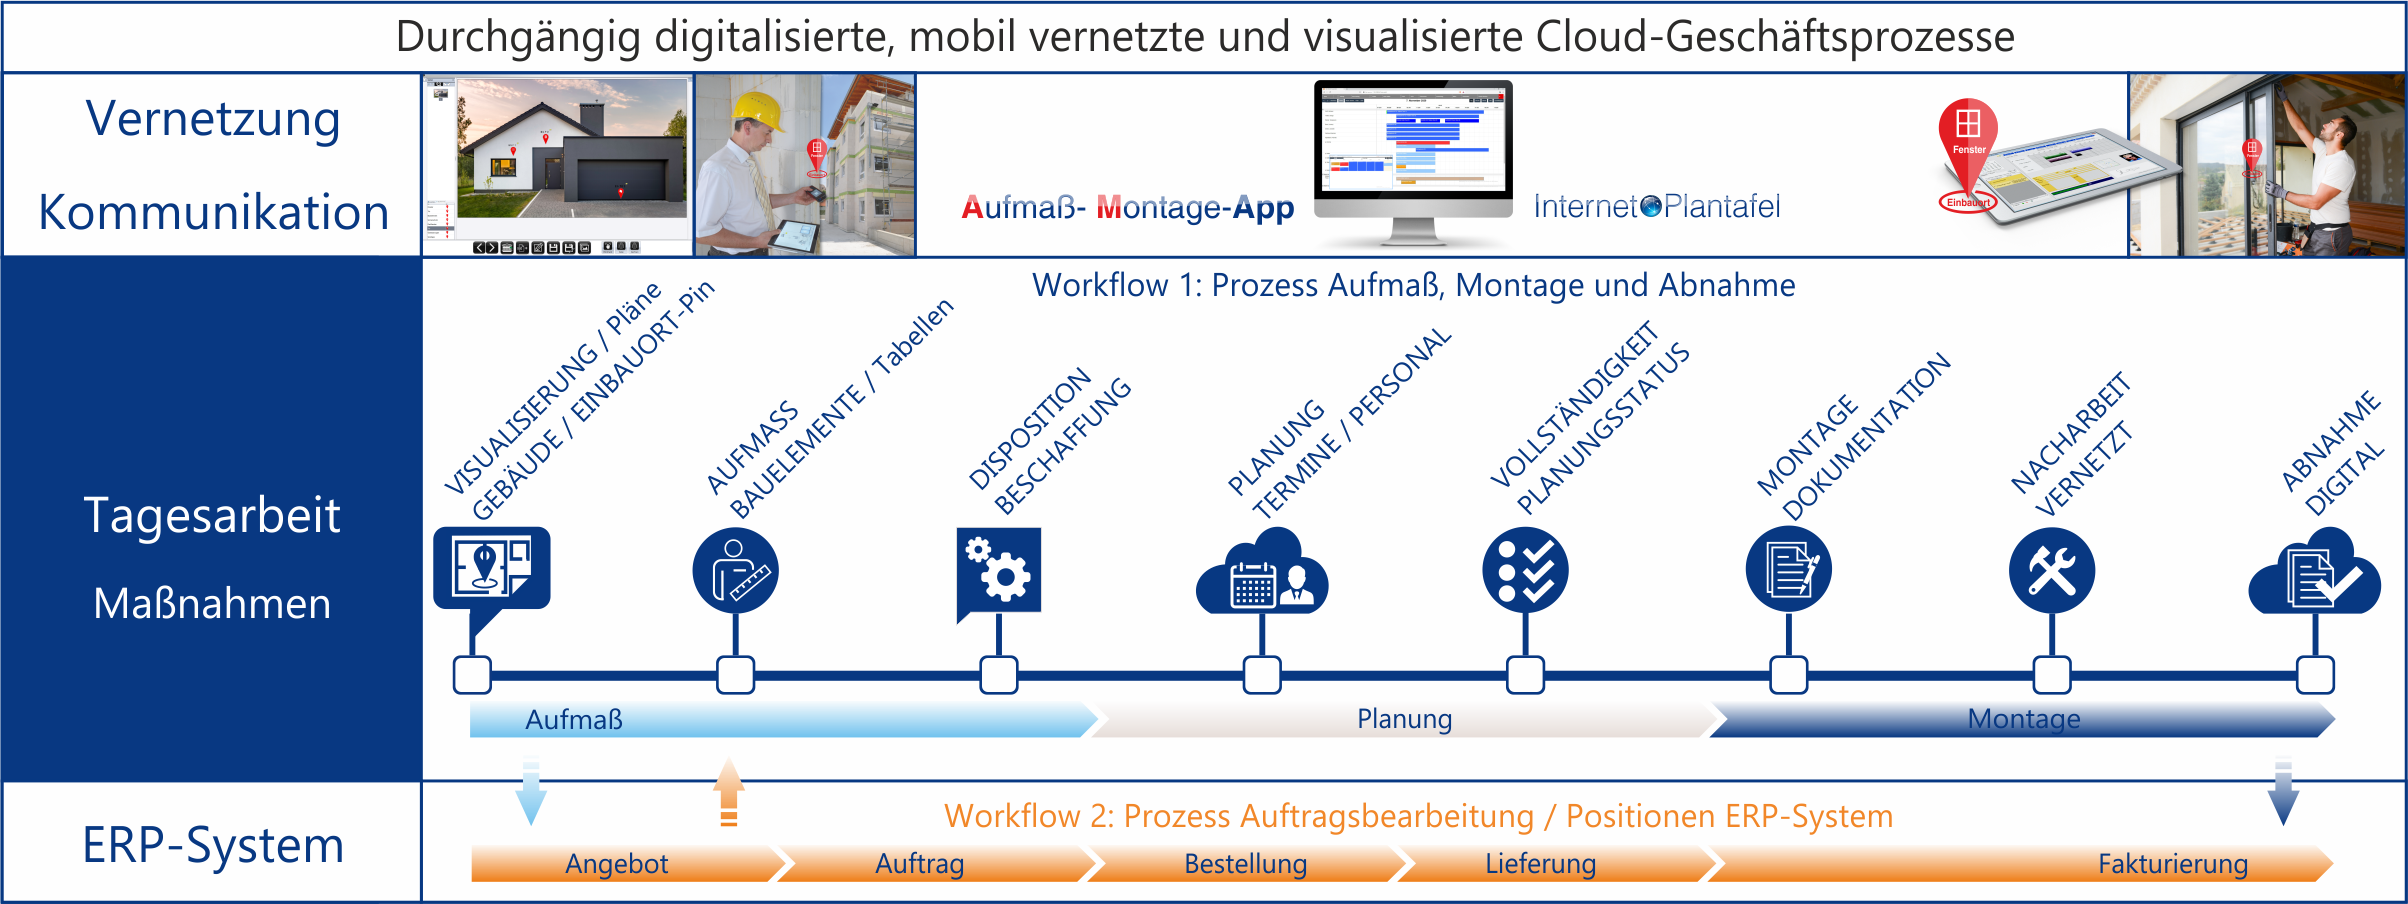 Durchgängig digitalisierte, mobil vernetzte und visualisierte Cloud-Geschäftsprozesse
Vernetzung
Kommunikation
Aufmaß- Montage-App
Internet Plantafel
Fenster
Einbauort
Fenster
Fenster
Einbauort
Tagesarbeit
Maßnahmen
Workflow 1: Prozess Aufmaß, Montage und Abnahme
VISUALISIERUNG / Pläne
GEBÄUDE / EINBAUORT-Pin
AUFMASS
BAUELEMENTE / Tabellen
DISPOSITION
BESCHAFFUNG
PLANUNG
TERMINE / PERSONAL
VOLLSTÄNDIGKEIT
PLANUNGSSTATUS
MONTAGE
DOKUMENTATION
NACHARBEIT
VERNETZT
ABNAHME
DIGITAL
Aufmaß
Planung
Montage
ERP-System
Workflow 2: Prozess Auftragsbearbeitung / Positionen ERP-System
Angebot
Auftrag
Bestellung
Lieferung
Fakturierung